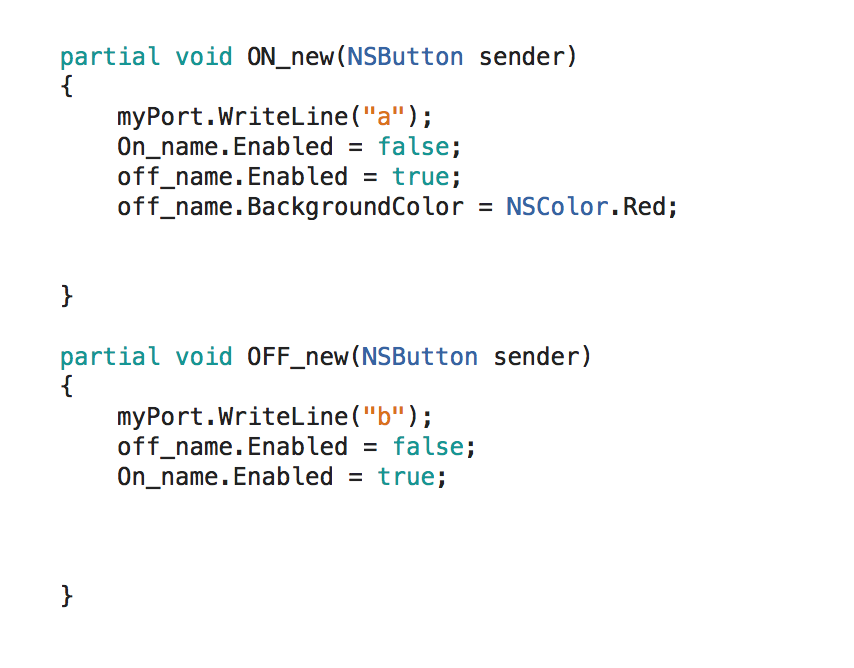 partial void ON_new(NSButton sender)
{
    myPort.WriteLine("a");
    On_name.Enabled = false;
    off_name.Enabled = true;
    off_name.BackgroundColor = NSColor.Red;
}
partial void OFF_new(NSButton sender)
{
    myPort.WriteLine("b");
    off_name.Enabled = false;
    On_name.Enabled = true;
}